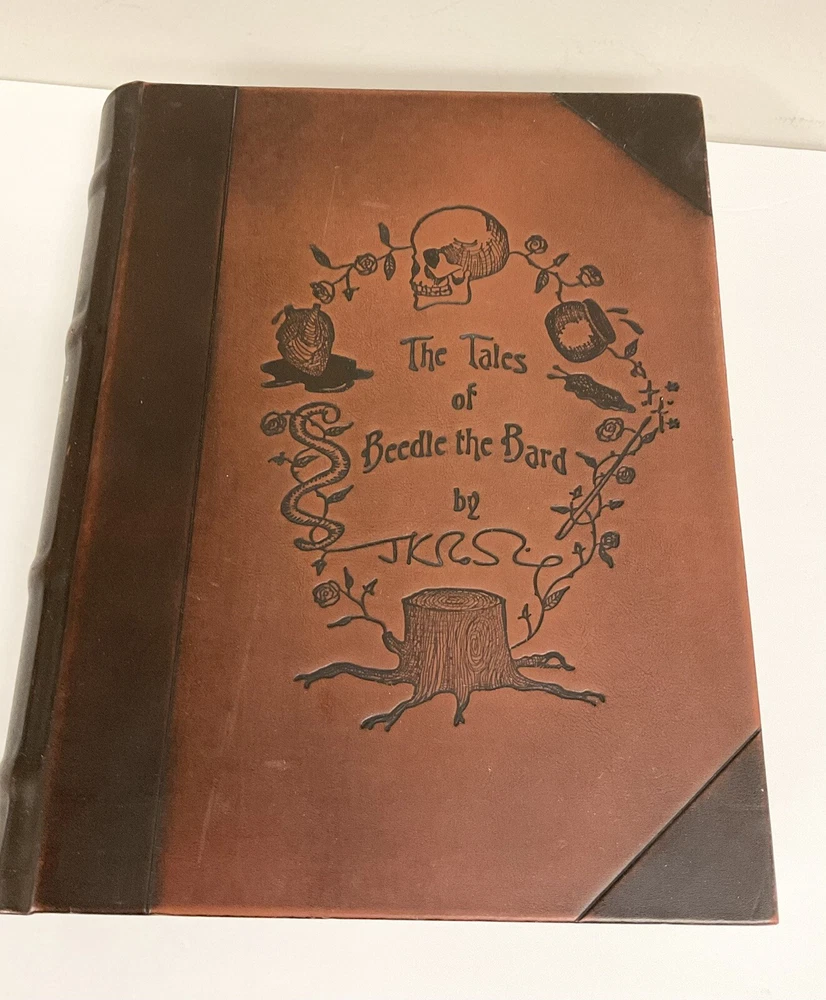 The Tales
of
Beedle the Bard
by